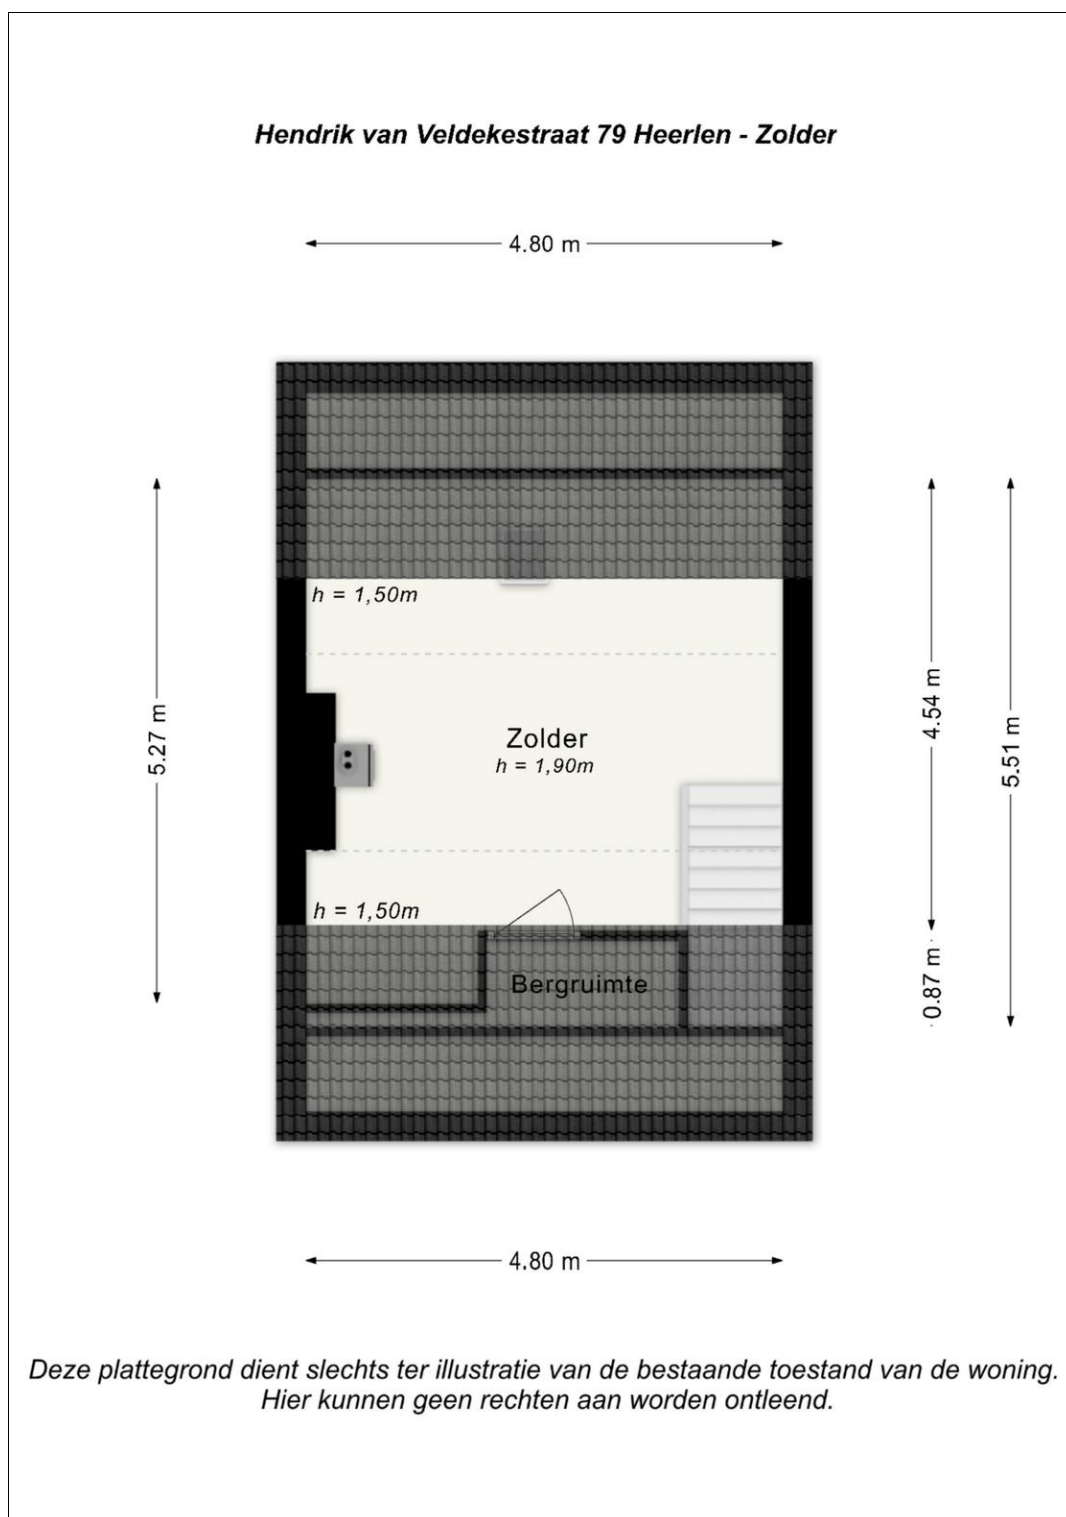 Hendrik van Veldekestraat 79 Heerlen - Zolder
4.80 m
h = 1,50m
5.27 m
4.54 m
5.51 m
Zolder
h = 1,90m
h = 1,50m
0.87 m
Bergruimte
4.80 m
Deze plattegrond dient slechts ter illustratie van de bestaande toestand van de woning.
Hier kunnen geen rechten aan worden ontleend.